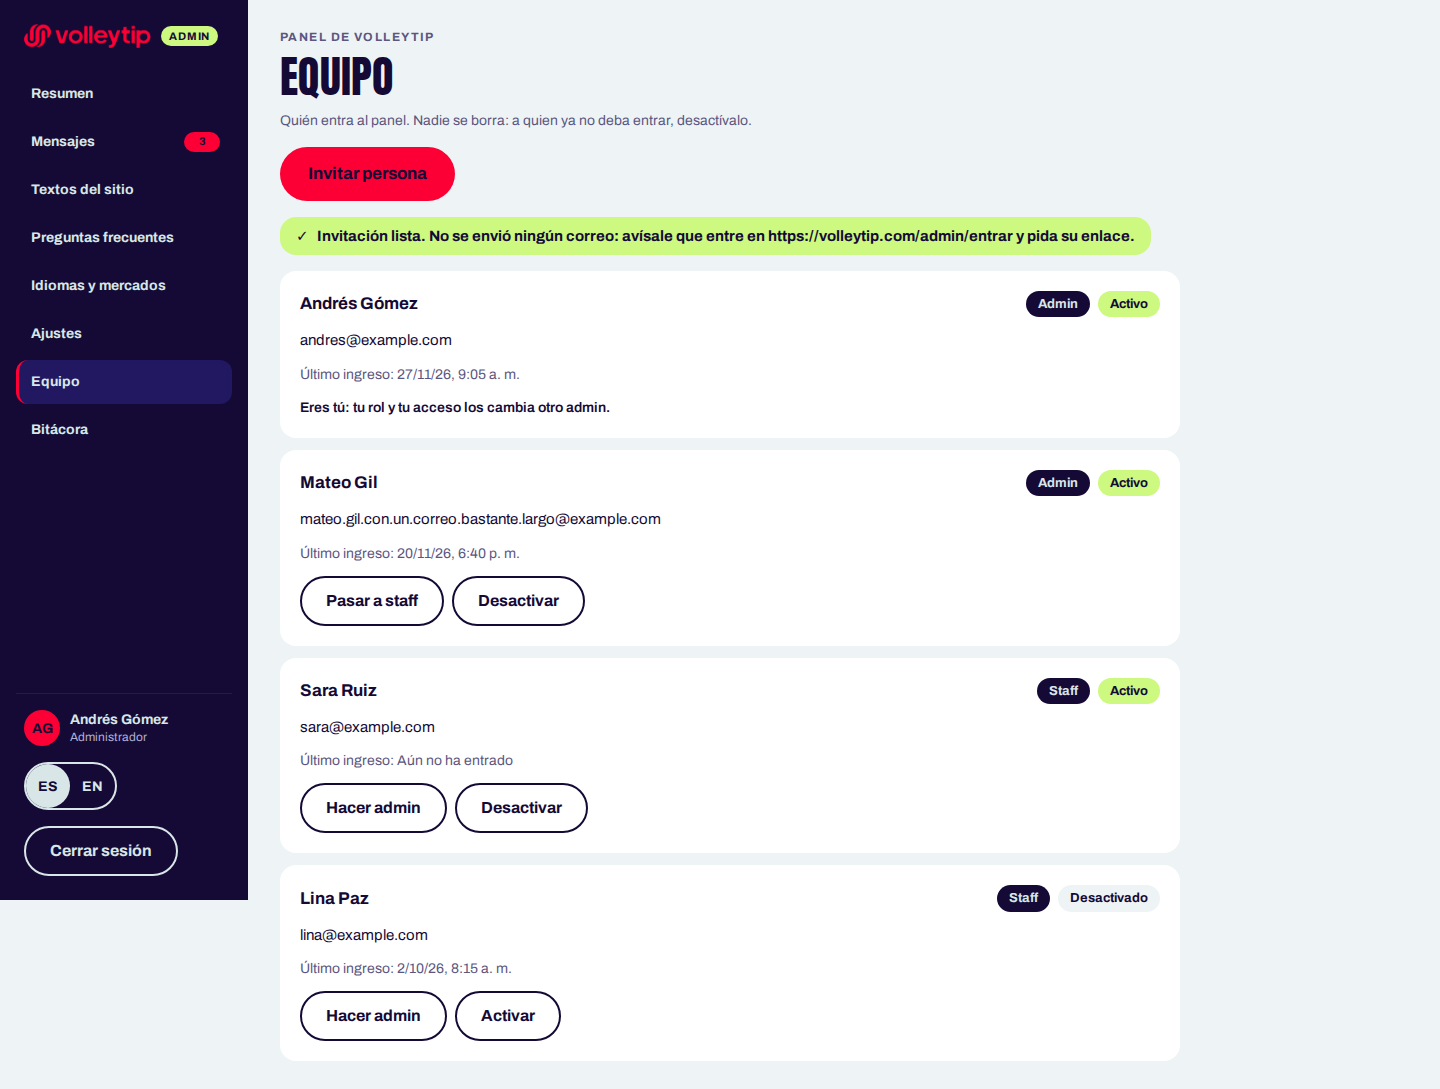 volleytip ADMIN
Resumen
Mensajes 3
Textos del sitio
Preguntas frecuentes
Idiomas y mercados
Ajustes
Equipo
Bitácora
AG Andrés Gómez
Administrador
ES EN
Cerrar sesión
PANEL DE VOLLEYTIP
EQUIPO
Quién entra al panel. Nadie se borra: a quien ya no deba entrar, desactívalo.
Invitar persona
✓ Invitación lista. No se envió ningún correo: avísale que entre en https://volleytip.com/admin/entrar y pida su enlace.
Andrés Gómez Admin Activo
andres@example.com
Último ingreso: 27/11/26, 9:05 a. m.
Eres tú: tu rol y tu acceso los cambia otro admin.
Mateo Gil Admin Activo
mateo.gil.con.un.correo.bastante.largo@example.com
Último ingreso: 20/11/26, 6:40 p. m.
Pasar a staff Desactivar
Sara Ruiz Staff Activo
sara@example.com
Último ingreso: Aún no ha entrado
Hacer admin Desactivar
Lina Paz Staff Desactivado
lina@example.com
Último ingreso: 2/10/26, 8:15 a. m.
Hacer admin Activar